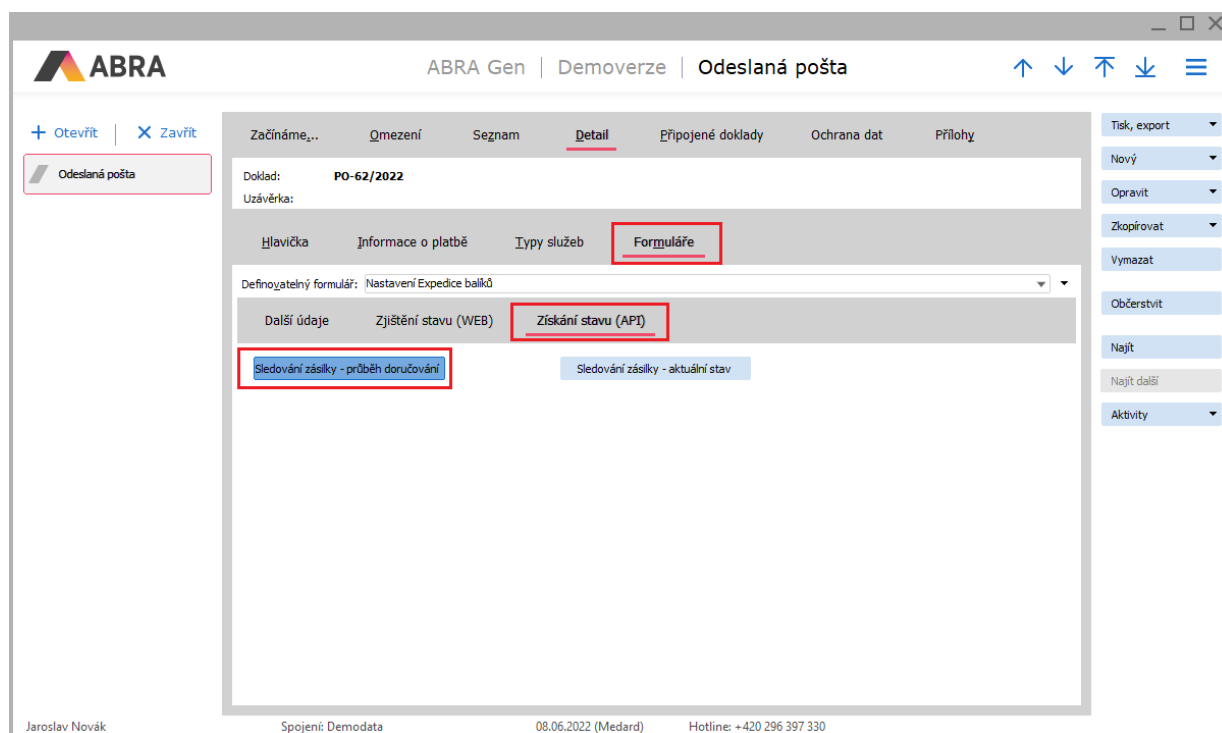 ABRA
ABRA Gen | Demoverze | Odeslaná pošta
+ Otevřít | X Zavřít
Odeslaná pošta
Začínáme... Omezení Seznam Detail Připojené doklady Ochrana dat Přílohy
Doklad: PO-62/2022
Uzávěrka:
Hlavička Informace o platbě Typy služeb Formuláře
Definovatelný formulář: Nastavení Expedice balíků
Další údaje Zjištění stavu (WEB) Získání stavu (API)
Sledování zásilky - průběh doručování Sledování zásilky - aktuální stav
Tisk, export
Nový
Opravit
Zkopírovat
Vymazat
Občerstvit
Najít
Najít další
Aktivity
Jaroslav Novák Spojení: Demodata 08.06.2022 (Medard) Hotline: +420 296 397 330